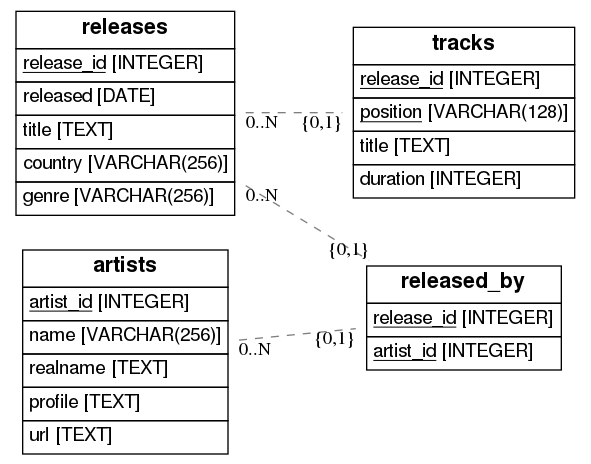 releases
release_id [INTEGER]
released [DATE]
title [TEXT]
country [VARCHAR(256)]
genre [VARCHAR(256)]
tracks
release_id [INTEGER]
position [VARCHAR(128)]
title [TEXT]
duration [INTEGER]
0..N {0,1}
0..N
{0,1}
artists
artist_id [INTEGER]
name [VARCHAR(256)]
realname [TEXT]
profile [TEXT]
url [TEXT]
0..N {0,1}
released_by
release_id [INTEGER]
artist_id [INTEGER]